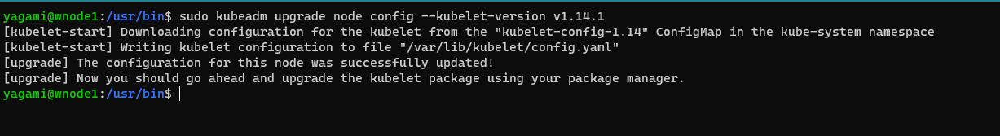 yagami@wnode1:/usr/bin$ sudo kubeadm upgrade node config --kubelet-version v1.14.1
[kubelet-start] Downloading configuration for the kubelet from the "kubelet-config-1.14" ConfigMap in the kube-system namespace
[kubelet-start] Writing kubelet configuration to file "/var/lib/kubelet/config.yaml"
[upgrade] The configuration for this node was successfully updated!
[upgrade] Now you should go ahead and upgrade the kubelet package using your package manager.
yagami@wnode1:/usr/bin$